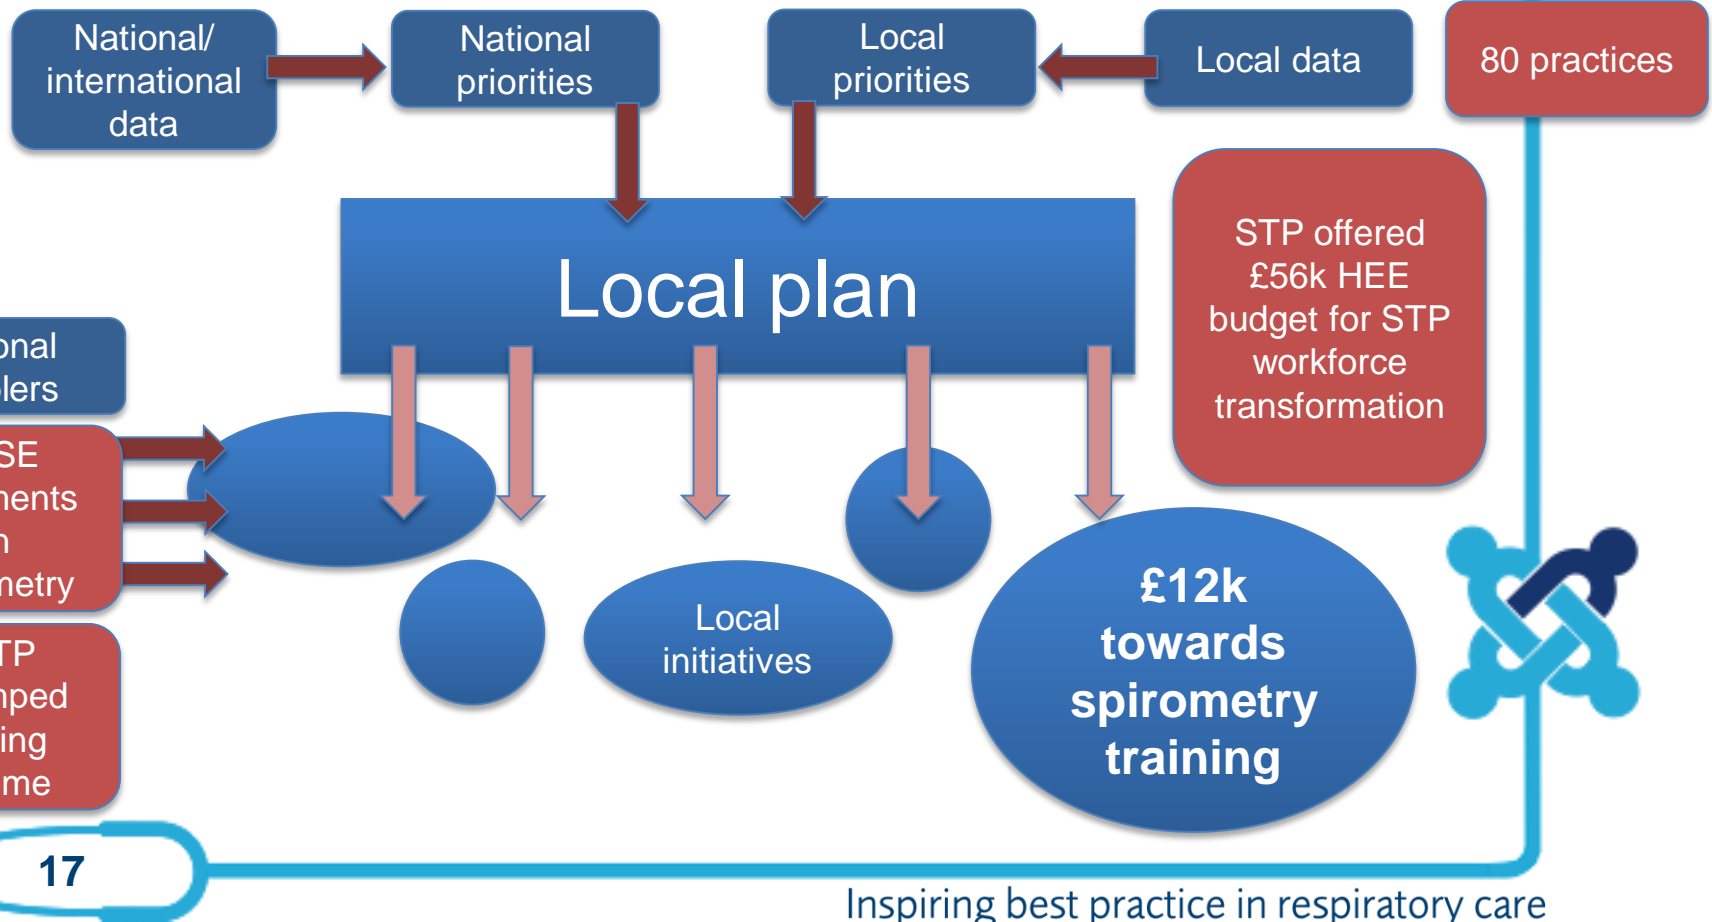 National/
international
data
National
priorities
Local
priorities
Local data
80 practices
Local plan
STP offered
£56k HEE
budget for STP
workforce
transformation
Local
initiatives
£12k
towards
spirometry
training
17
Inspiring best practice in respiratory care